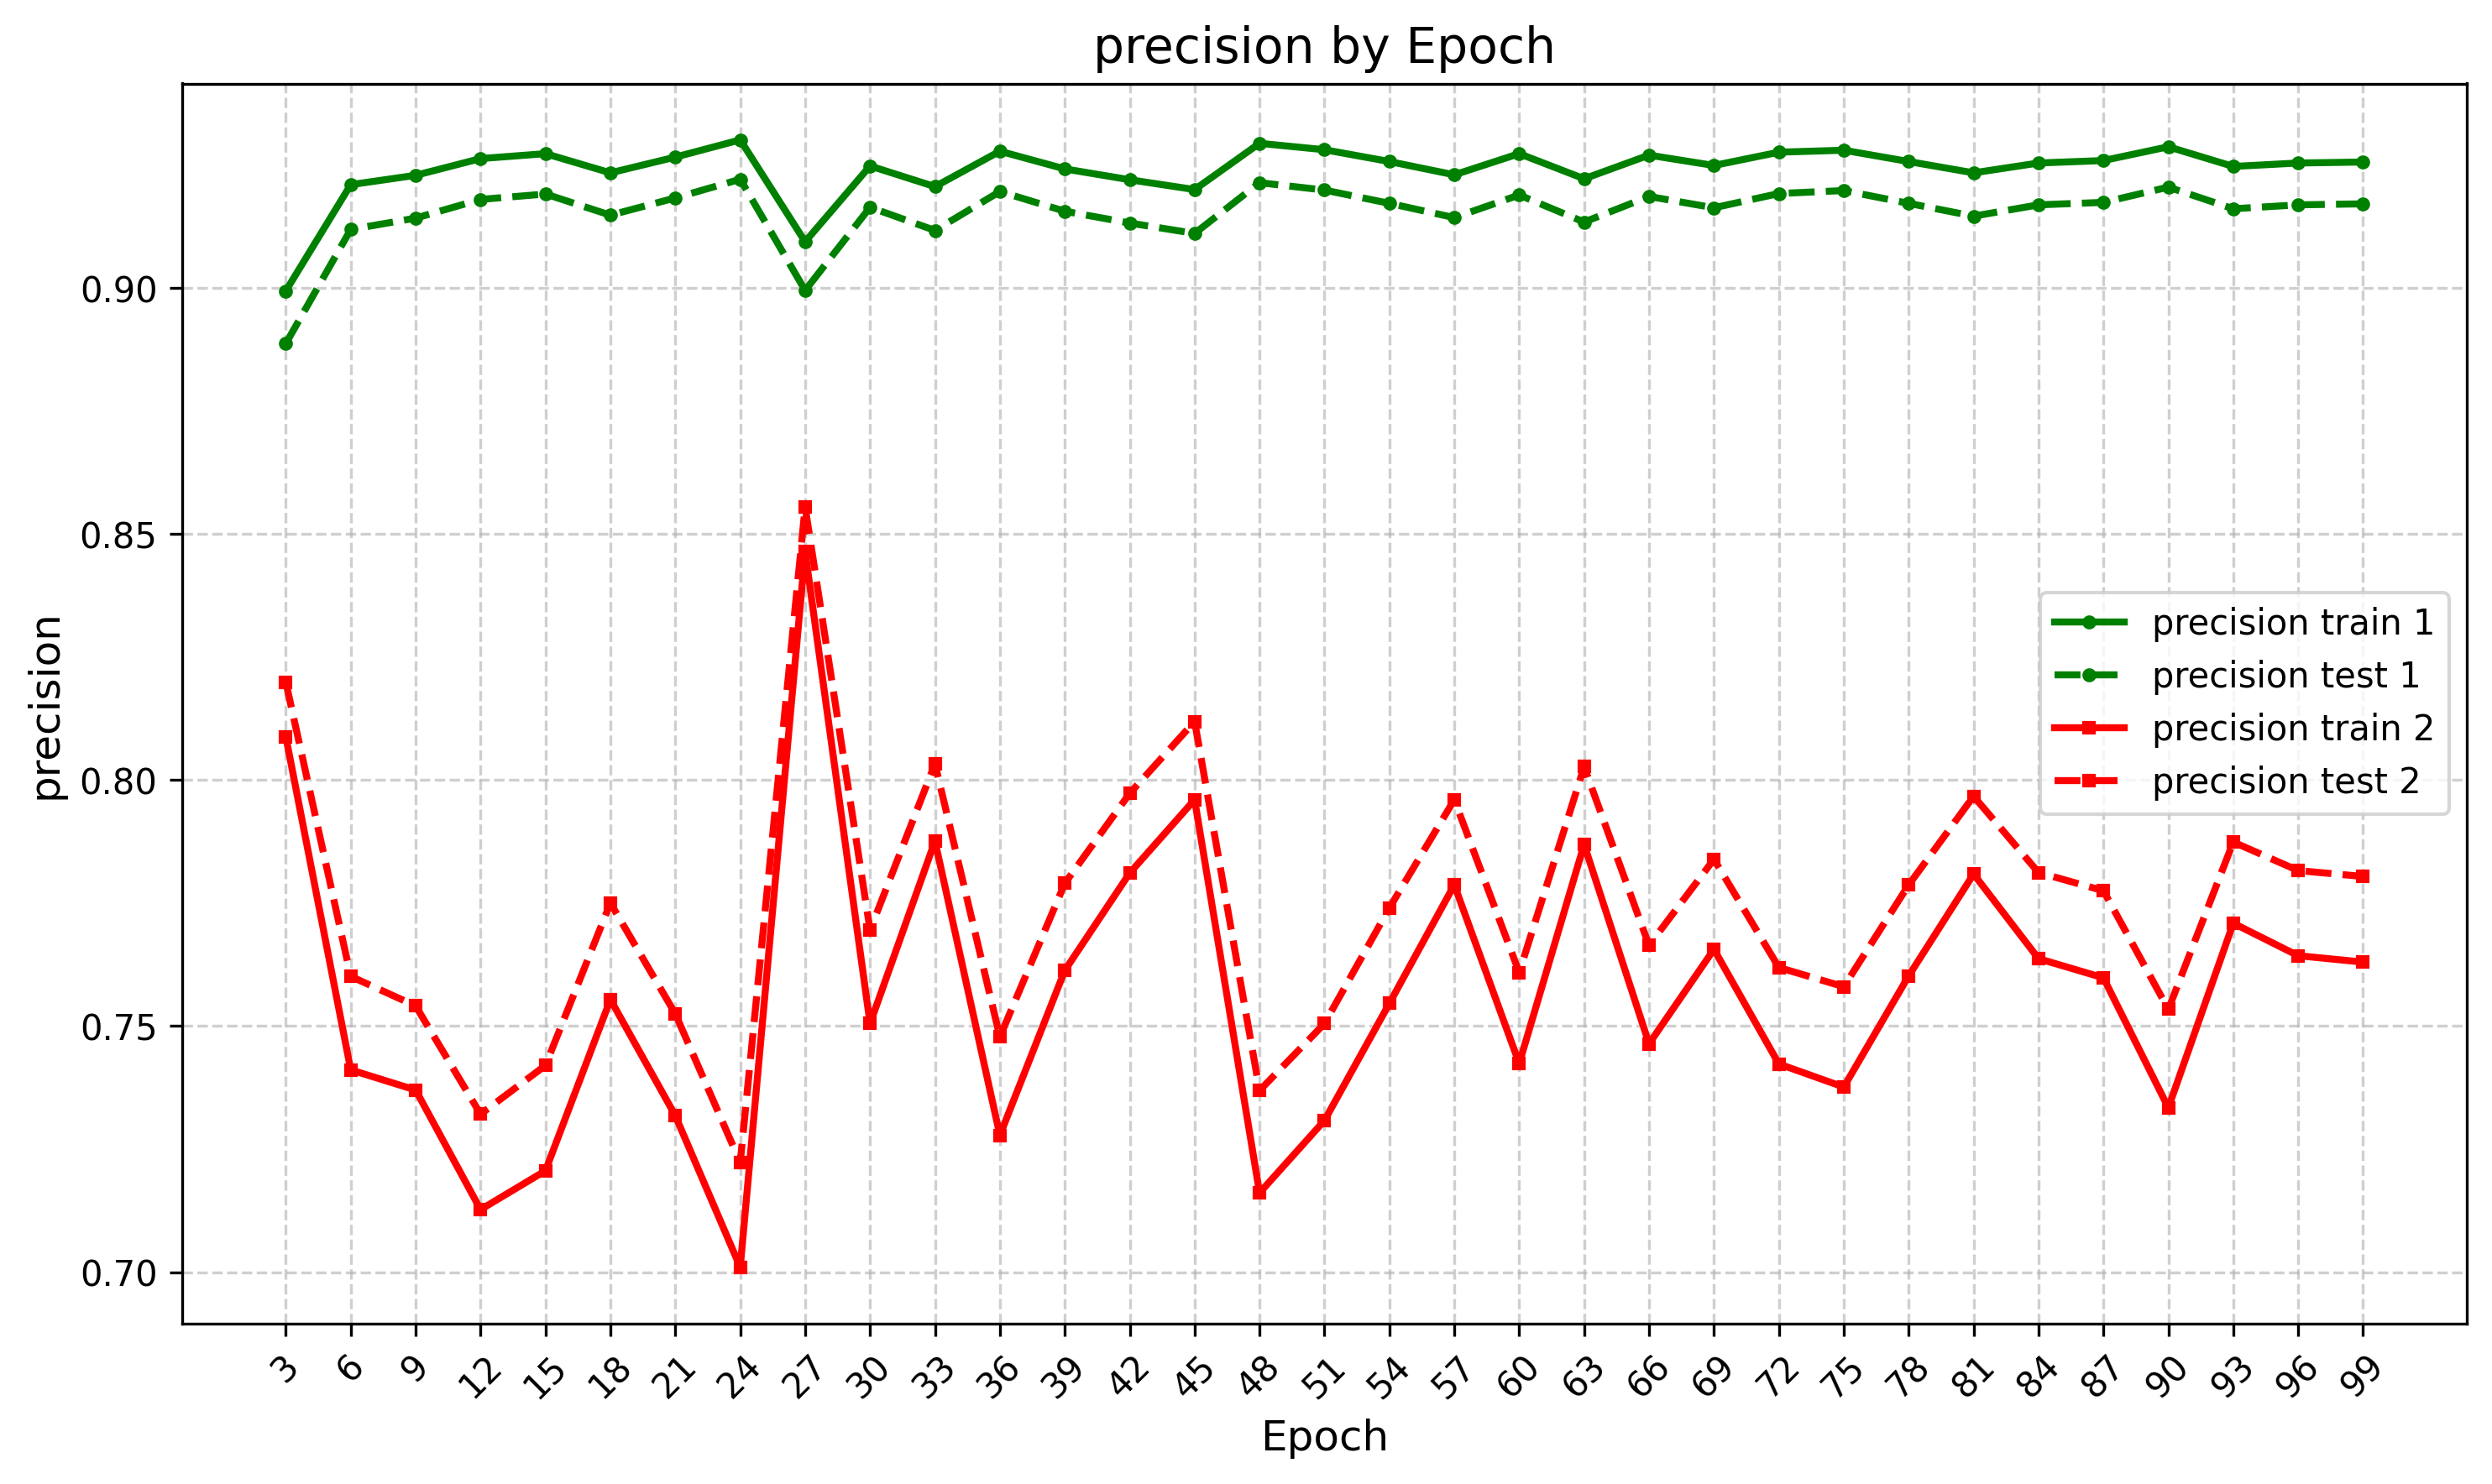 precision by Epoch
precision
0.90
0.85
0.80
0.75
0.70
precision train 1
precision test 1
precision train 2
precision test 2
3 6 9 12 15 18 21 24 27 30 33 36 39 42 45 48 51 54 57 60 63 66 69 72 75 78 81 84 87 90 93 96 99
Epoch